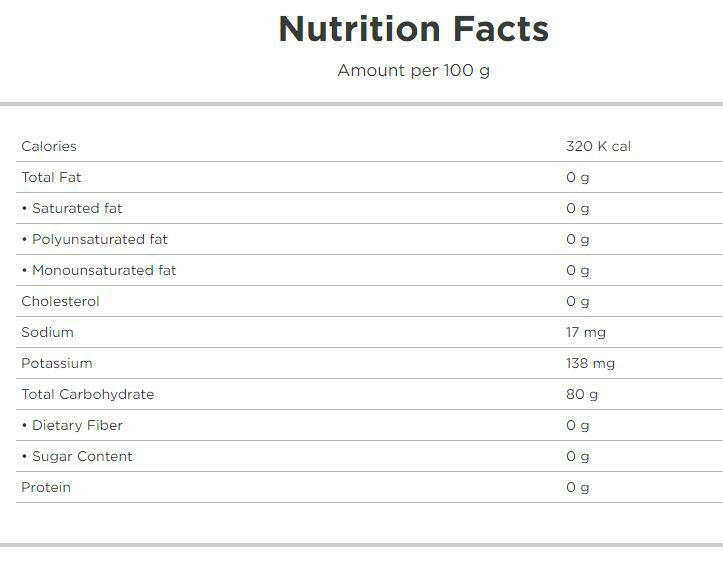 Nutrition Facts
Amount per 100 g
Calories 320 K cal
Total Fat 0 g
• Saturated fat 0 g
• Polyunsaturated fat 0 g
• Monounsaturated fat 0 g
Cholesterol 0 g
Sodium 17 mg
Potassium 138 mg
Total Carbohydrate 80 g
• Dietary Fiber 0 g
• Sugar Content 0 g
Protein 0 g